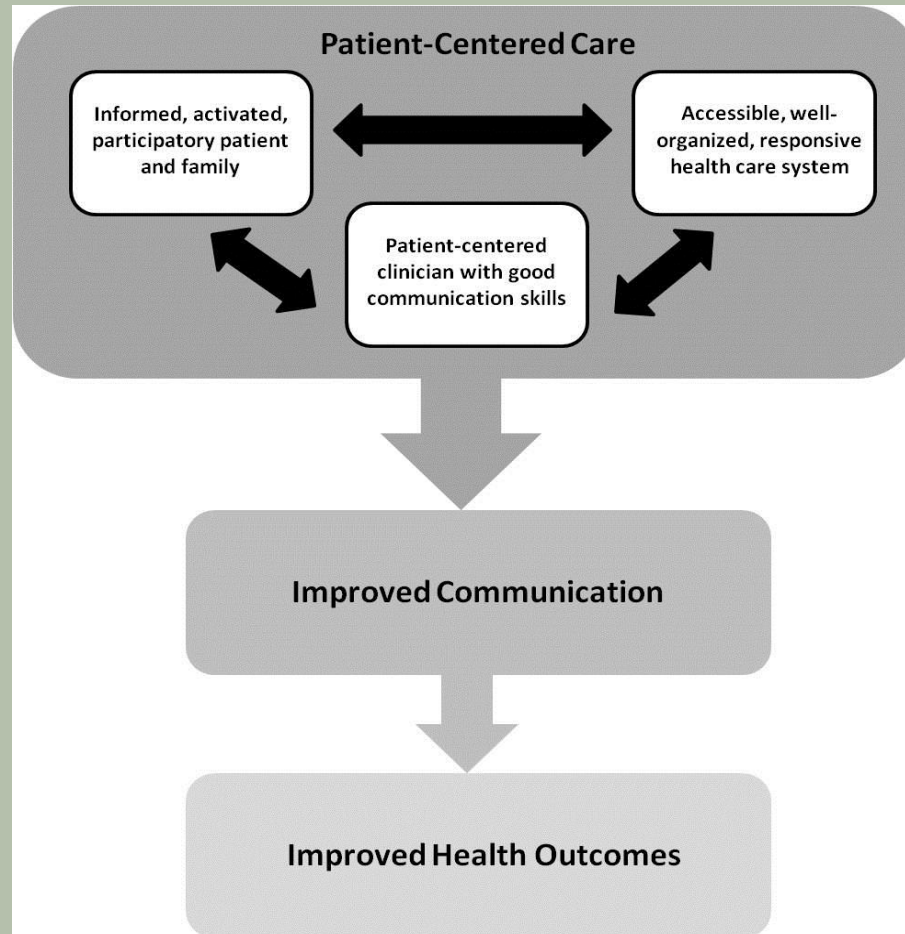 Patient-Centered Care
Informed, activated,
participatory patient
and family
Accessible, well-
organized, responsive
health care system
Patient-centered
clinician with good
communication skills
Improved Communication
Improved Health Outcomes